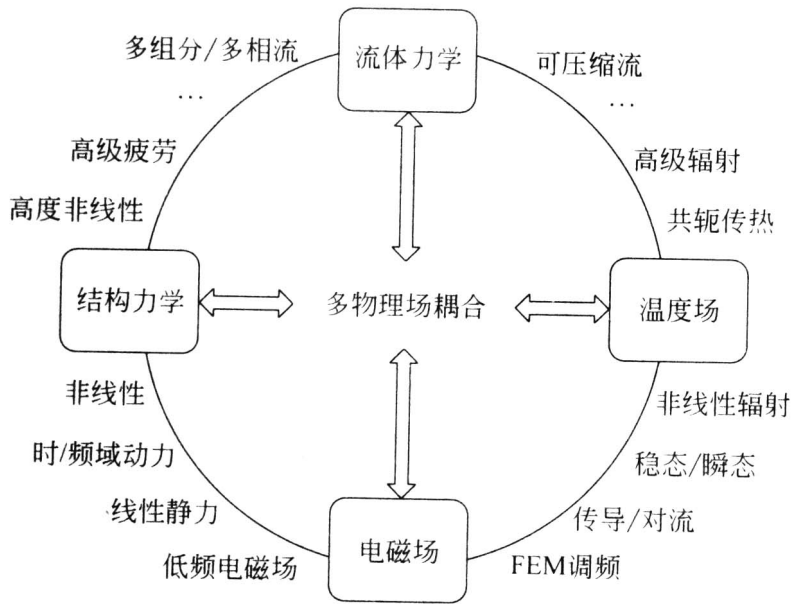 流体力学
多组分/多相流
…
高级疲劳
高度非线性
可压缩流
…
高级辐射
共轭传热
结构力学
多物理场耦合
温度场
非线性
时/频域动力
线性静力
低频电磁场
非线性辐射
稳态/瞬态
传导/对流
FEM调频
电磁场